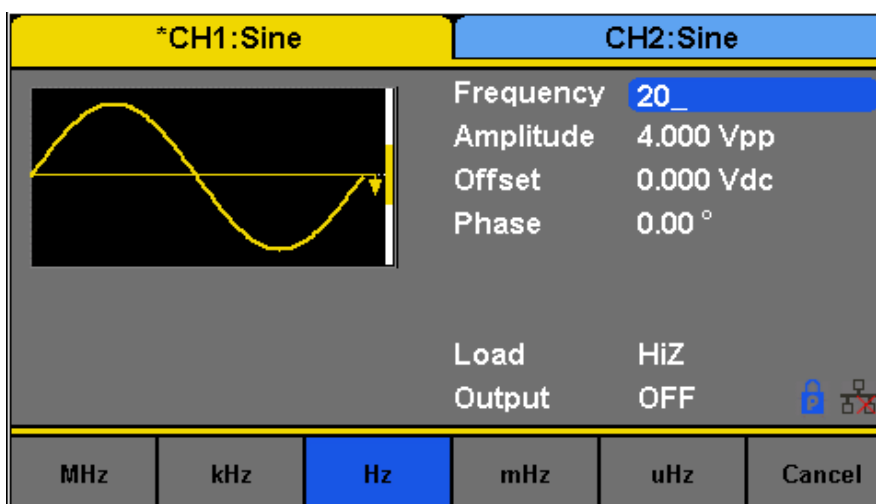 *CH1:Sine CH2:Sine
Frequency 20_
Amplitude 4.000 Vpp
Offset 0.000 Vdc
Phase 0.00 °
Load HiZ
Output OFF
P
MHz kHz Hz mHz uHz Cancel